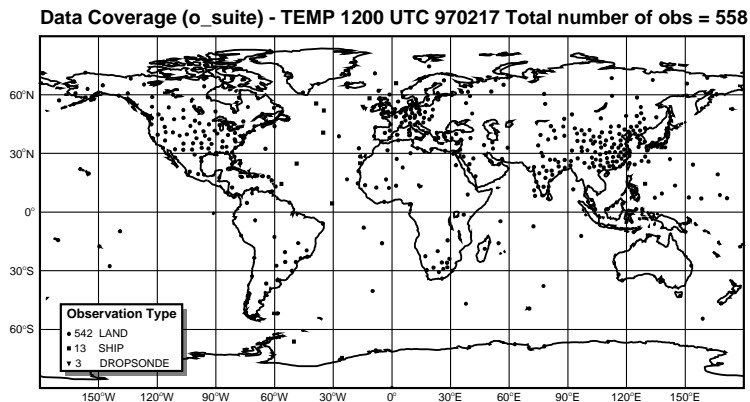 Data Coverage (o_suite) - TEMP 1200 UTC 970217 Total number of obs = 558
60°N
30°N
0°
30°S
60°S
Observation Type
542 LAND
13 SHIP
3 DROPSONDE
150°W 120°W 90°W 60°W 30°W 0° 30°E 60°E 90°E 120°E 150°E